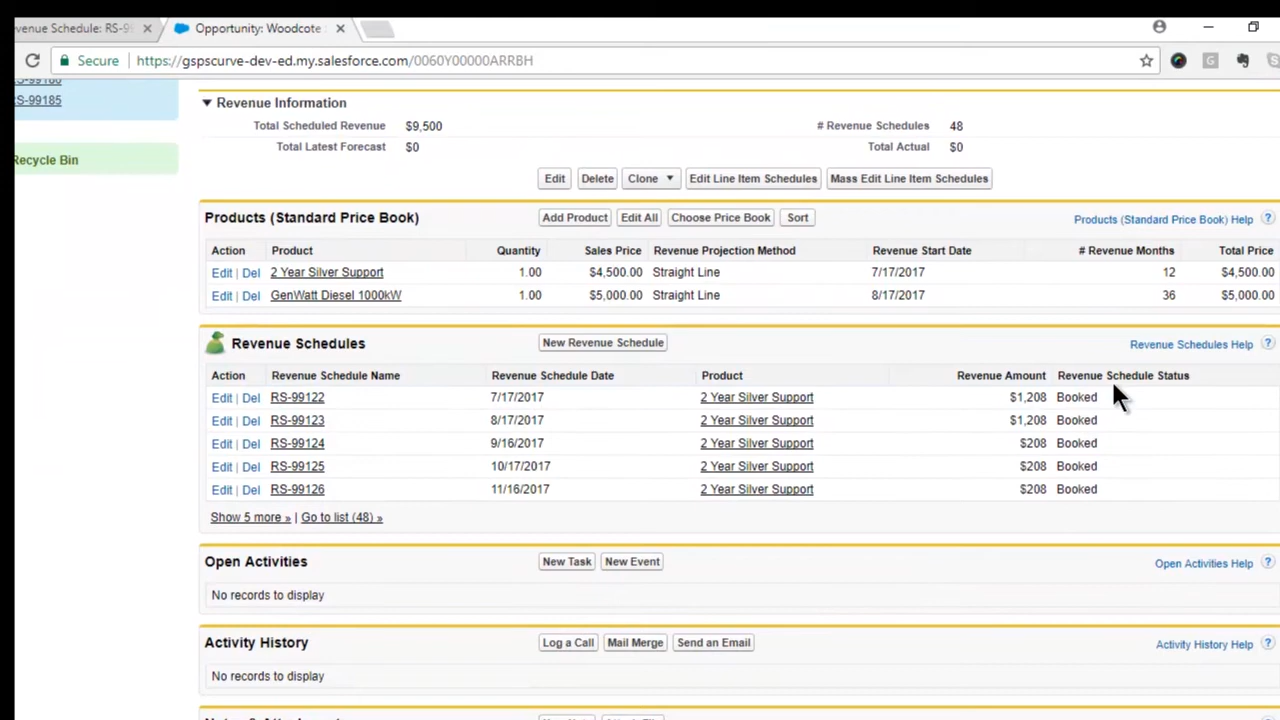 venue Schedule: RS-99
Opportunity: Woodcote
Secure https://gspscurve-dev-ed.my.salesforce.com/0060Y00000ARRBH
RS-99186
RS-99185
Recycle Bin
Revenue Information
Total Scheduled Revenue $9,500 # Revenue Schedules 48
Total Latest Forecast $0 Total Actual $0
Edit Delete Clone Edit Line Item Schedules Mass Edit Line Item Schedules
Products (Standard Price Book) Add Product Edit All Choose Price Book Sort Products (Standard Price Book) Help ?
Action Product Quantity Sales Price Revenue Projection Method Revenue Start Date # Revenue Months Total Price
Edit | Del 2 Year Silver Support 1.00 $4,500.00 Straight Line 7/17/2017 12 $4,500.00
Edit | Del GenWatt Diesel 1000kW 1.00 $5,000.00 Straight Line 8/17/2017 36 $5,000.00
Revenue Schedules New Revenue Schedule Revenue Schedules Help ?
Action Revenue Schedule Name Revenue Schedule Date Product Revenue Amount Revenue Schedule Status
Edit | Del RS-99122 7/17/2017 2 Year Silver Support $1,208 Booked
Edit | Del RS-99123 8/17/2017 2 Year Silver Support $1,208 Booked
Edit | Del RS-99124 9/16/2017 2 Year Silver Support $208 Booked
Edit | Del RS-99125 10/17/2017 2 Year Silver Support $208 Booked
Edit | Del RS-99126 11/16/2017 2 Year Silver Support $208 Booked
Show 5 more » | Go to list (48) »
Open Activities New Task New Event Open Activities Help ?
No records to display
Activity History Log a Call Mail Merge Send an Email Activity History Help ?
No records to display